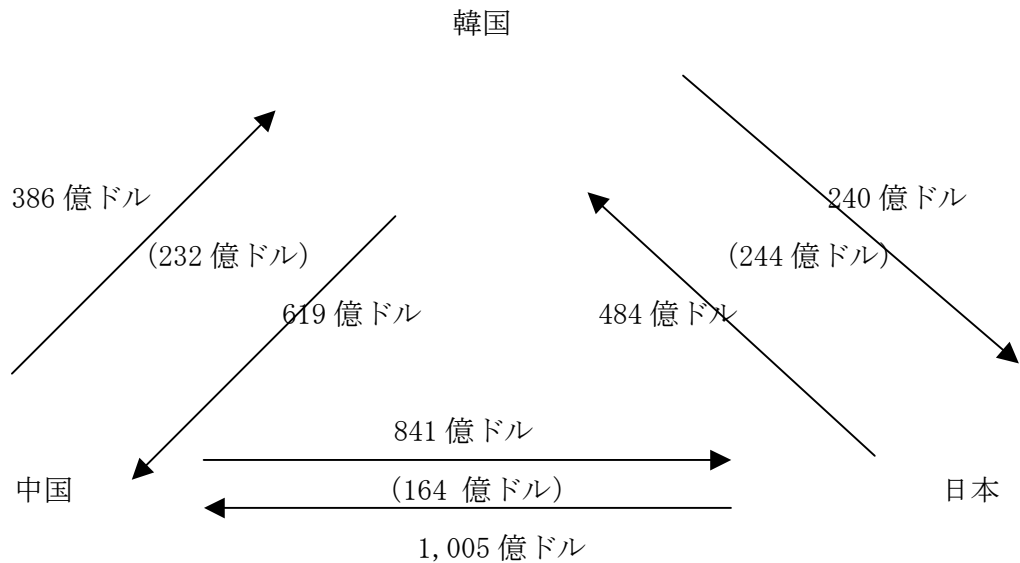 韓国
386 億ドル
240 億ドル
(232 億ドル)
(244 億ドル)
619 億ドル
484 億ドル
841 億ドル
中国
(164 億ドル)
日本
1,005 億ドル